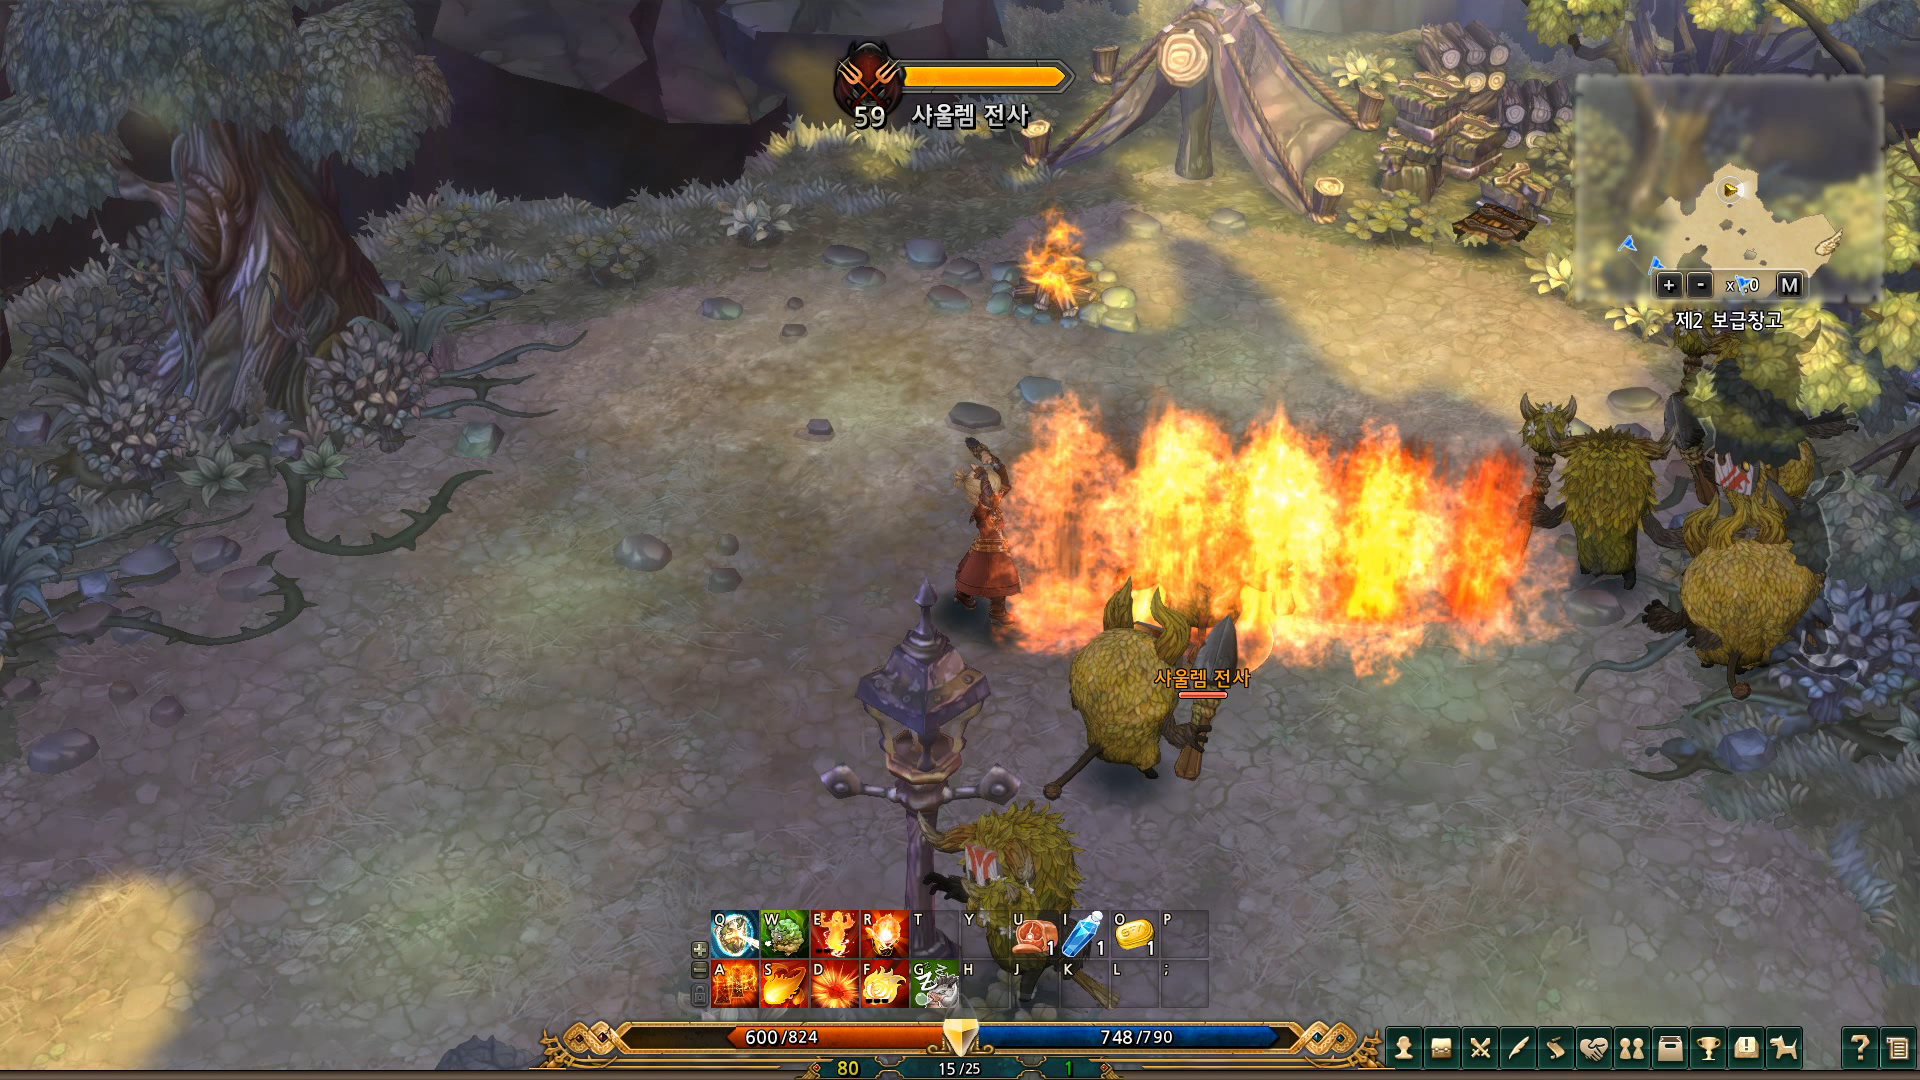 59 샤울렘 전사
+ - x1.0 M
제2 보급창고
샤울렘 전사
Q W E R T Y U I O P
1 1 1
A S D F G H J K L ;
600/824 748/790
80 15/25 1
?